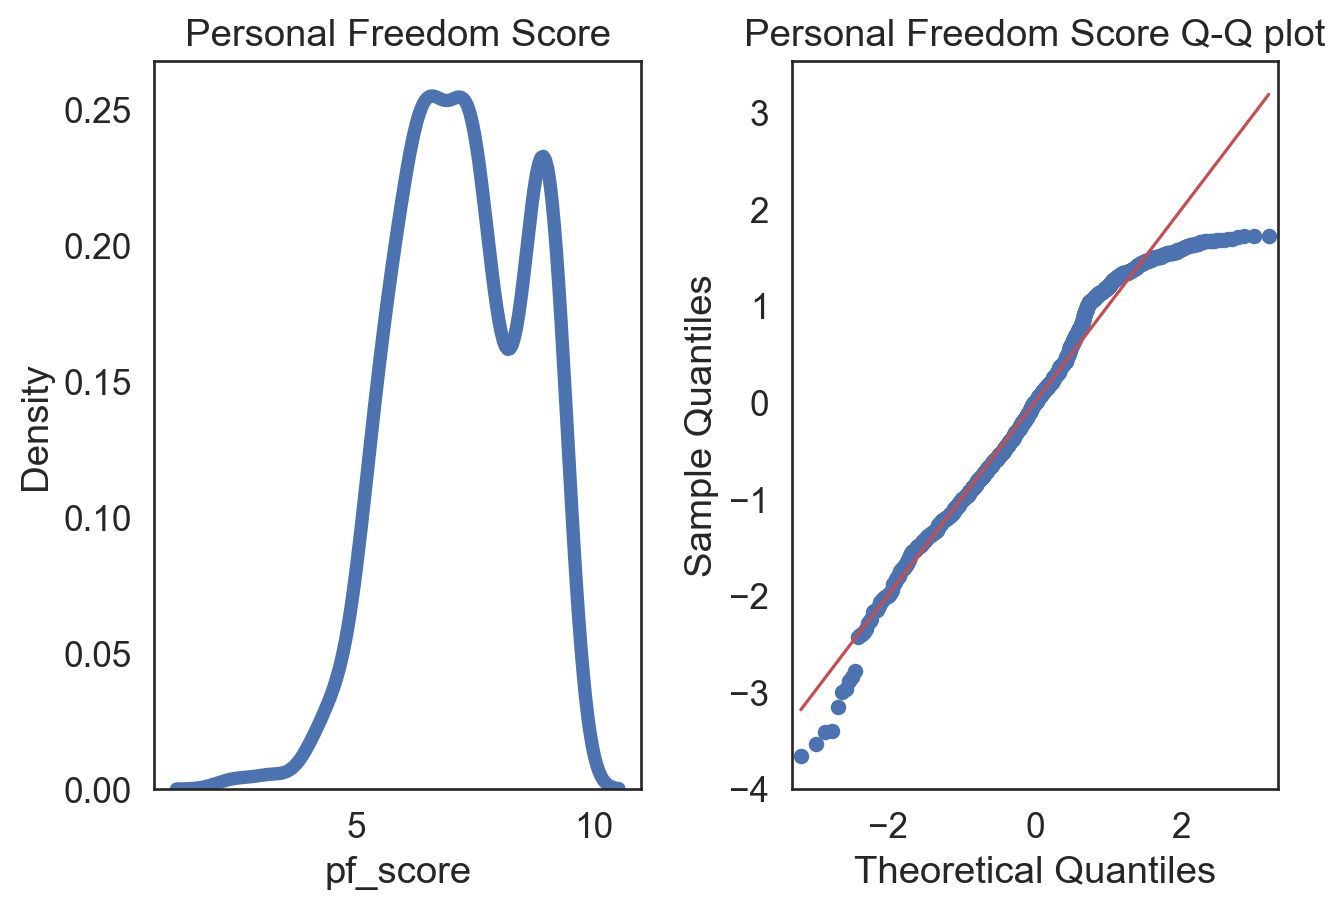 Personal Freedom Score
Density
0.25
0.20
0.15
0.10
0.05
0.00
5 10
pf_score
Personal Freedom Score Q-Q plot
Sample Quantiles
3
2
1
0
−1
−2
−3
−4
−2 0 2
Theoretical Quantiles